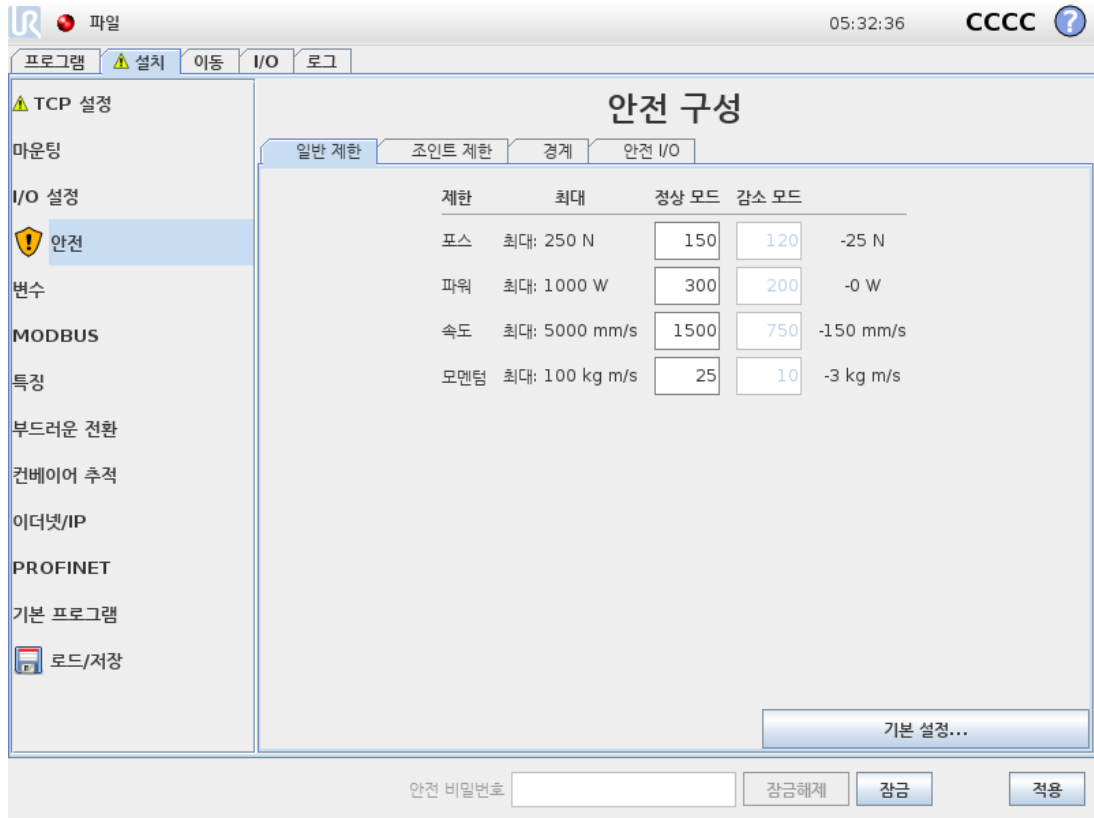 UR 파일 05:32:36 CCCC ?
프로그램 설치 이동 I/O 로그
TCP 설정
마운팅
I/O 설정
안전
변수
MODBUS
특징
부드러운 전환
컨베이어 추적
이더넷/IP
PROFINET
기본 프로그램
로드/저장
안전 구성
일반 제한 조인트 제한 경계 안전 I/O
제한 최대 정상 모드 감소 모드
포스 최대: 250 N 150 120 -25 N
파워 최대: 1000 W 300 200 -0 W
속도 최대: 5000 mm/s 1500 750 -150 mm/s
모멘텀 최대: 100 kg m/s 25 10 -3 kg m/s
기본 설정...
안전 비밀번호 잠금해제 잠금 적용